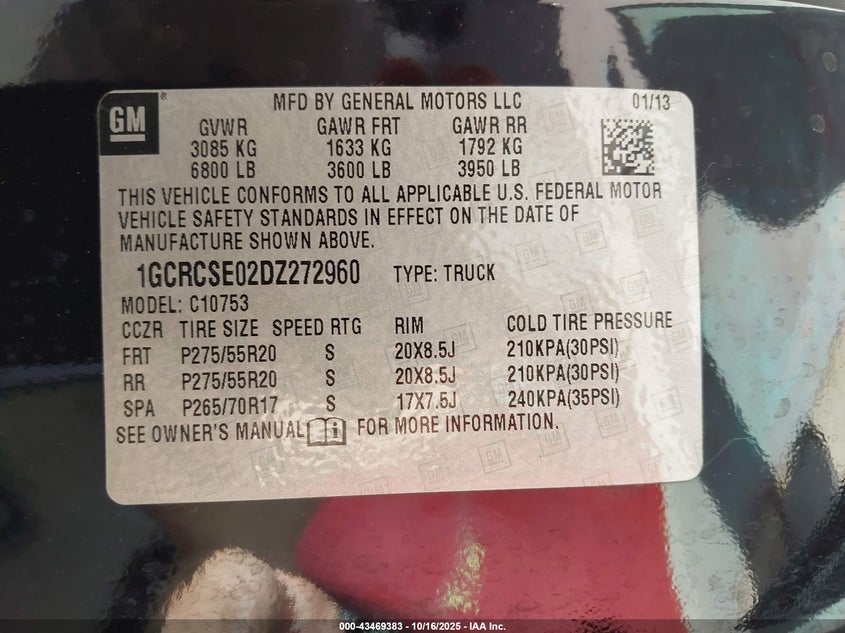 GM
MFD BY GENERAL MOTORS LLC 01/13
GVWR GAWR FRT GAWR RR
3085 KG 1633 KG 1792 KG
6800 LB 3600 LB 3950 LB
THIS VEHICLE CONFORMS TO ALL APPLICABLE U.S. FEDERAL MOTOR
VEHICLE SAFETY STANDARDS IN EFFECT ON THE DATE OF
MANUFACTURE SHOWN ABOVE.
1GCRCSE02DZ272960 TYPE: TRUCK
MODEL: C10753
CCZR TIRE SIZE SPEED RTG RIM COLD TIRE PRESSURE
FRT P275/55R20 S 20X8.5J 210KPA(30PSI)
RR P275/55R20 S 20X8.5J 210KPA(30PSI)
SPA P265/70R17 S 17X7.5J 240KPA(35PSI)
SEE OWNER'S MANUAL FOR MORE INFORMATION.
000-43469383 - 10/16/2025 - IAA Inc.